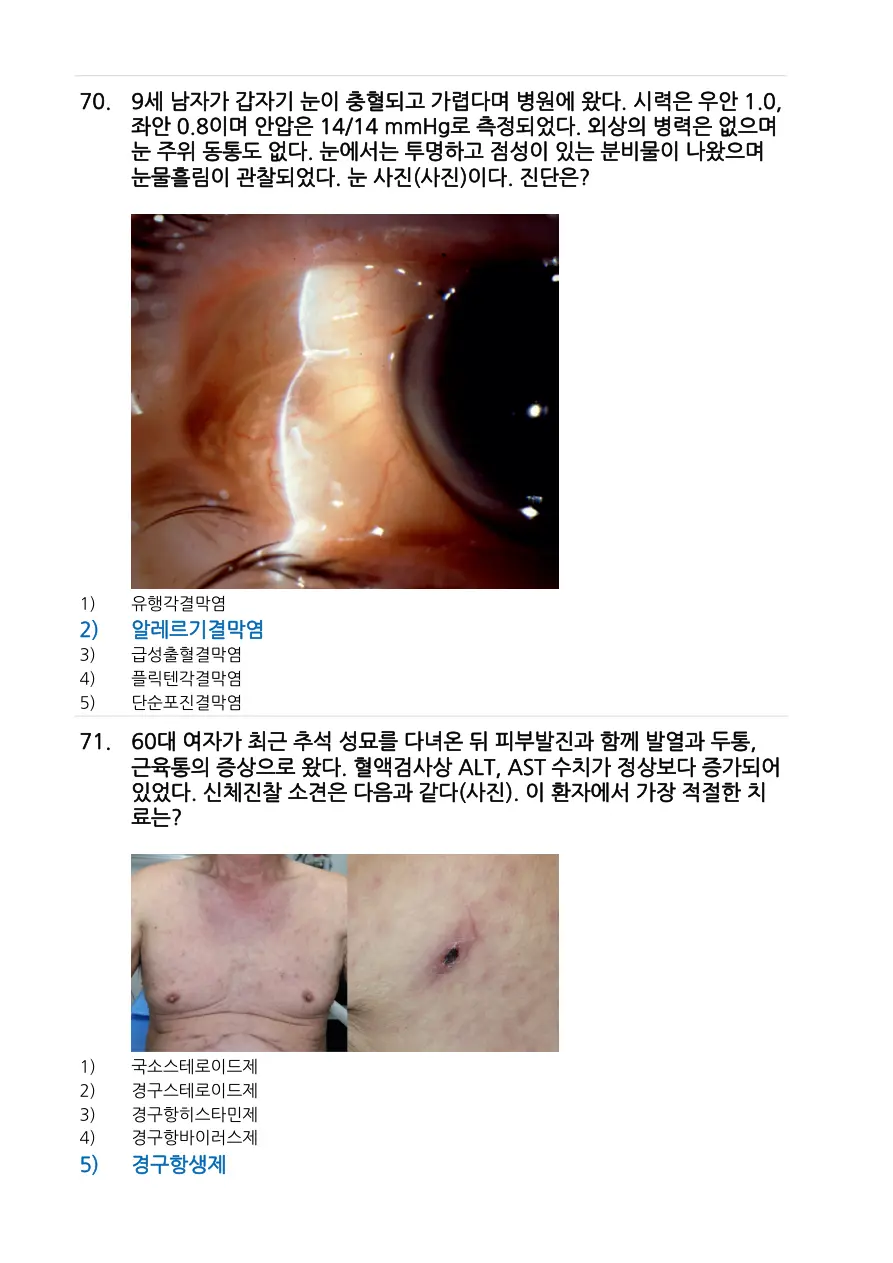 70. 9세 남자가 갑자기 눈이 충혈되고 가렵다며 병원에 왔다. 시력은 우안 1.0,
좌안 0.8이며 안압은 14/14 mmHg로 측정되었다. 외상의 병력은 없으며
눈 주위 동통도 없다. 눈에서는 투명하고 점성이 있는 분비물이 나왔으며
눈물흘림이 관찰되었다. 눈 사진(사진)이다. 진단은?
1) 유행각결막염
2) 알레르기결막염
3) 급성출혈결막염
4) 플릭텐각결막염
5) 단순포진결막염
71. 60대 여자가 최근 추석 성묘를 다녀온 뒤 피부발진과 함께 발열과 두통,
근육통의 증상으로 왔다. 혈액검사상 ALT, AST 수치가 정상보다 증가되어
있었다. 신체진찰 소견은 다음과 같다(사진). 이 환자에서 가장 적절한 치
료는?
1) 국소스테로이드제
2) 경구스테로이드제
3) 경구항히스타민제
4) 경구항바이러스제
5) 경구항생제